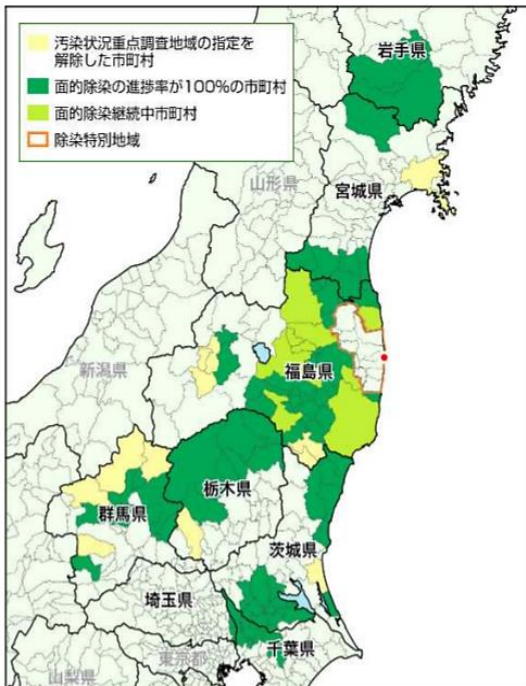 汚染状況重点調査地域の指定を
解除した市町村
面的除染の進捗率が100%の市町村
面的除染継続中市町村
除染特別地域
岩手県
山形県
宮城県
新潟県
福島県
栃木県
群馬県
茨城県
埼玉県
東京都
千葉県
山梨県